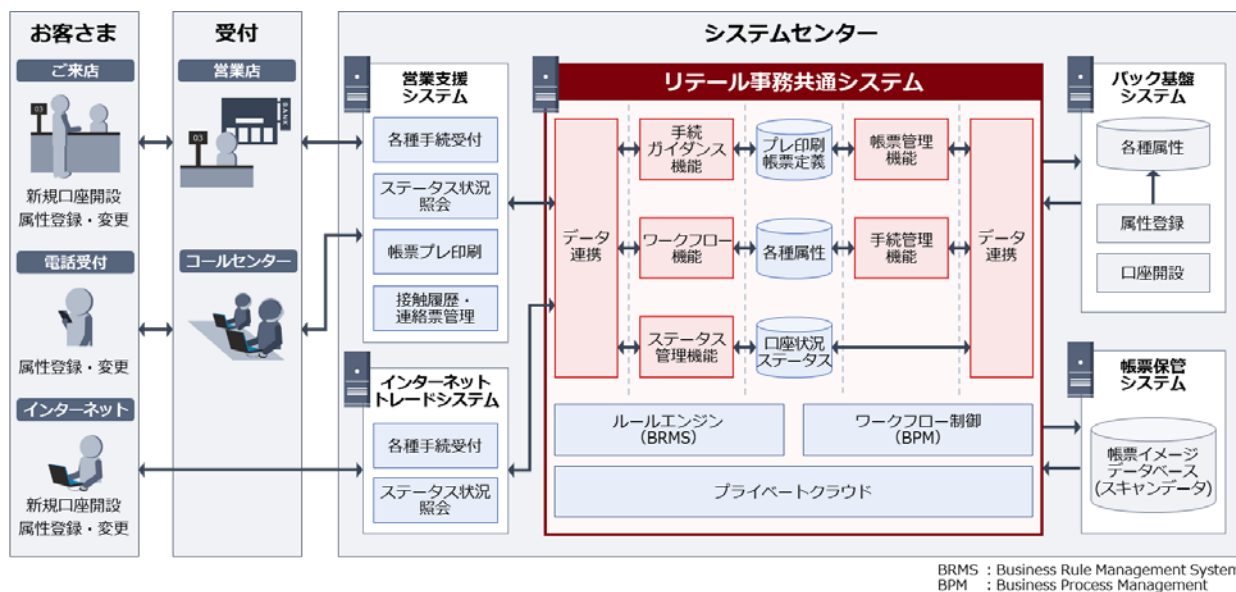 お客さま
ご来店
03
新規口座開設
属性登録・変更
電話受付
属性登録・変更
インターネット
新規口座開設
属性登録・変更
受付
営業店
BANK
03
コールセンター
システムセンター
営業支援
システム
各種手続受付
ステータス状況
照会
帳票プレ印刷
接触履歴・
連絡票管理
インターネット
トレードシステム
各種手続受付
ステータス状況
照会
リテール事務共通システム
データ
連携
手続
ガイダンス
機能
プレ印刷
帳票定義
帳票管理
機能
ワークフロー
機能
各種属性
手続管理
機能
データ
連携
ステータス
管理機能
口座状況
ステータス
ルールエンジン
(BRMS)
ワークフロー制御
(BPM)
プライベートクラウド
バック基盤
システム
各種属性
属性登録
口座開設
帳票保管
システム
帳票イメージ
データベース
(スキャンデータ)
BRMS : Business Rule Management System
BPM : Business Process Management